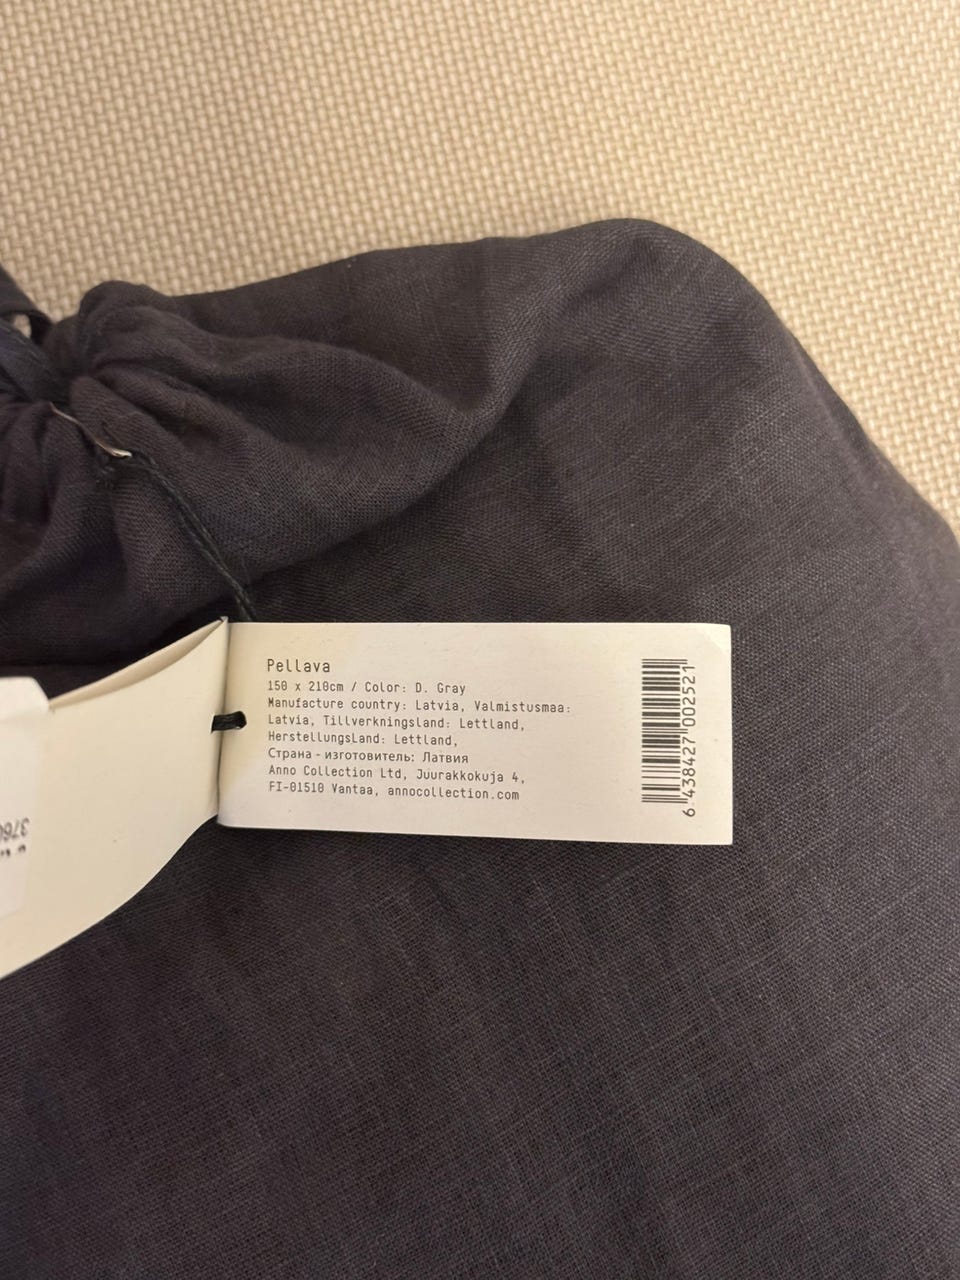 Pellava
150 x 210cm / Color: D. Gray
Manufacture country: Latvia, Valmistusmaa:
Latvia, Tillverkningsland: Lettland,
HerstellungsLand: Lettland,
Страна - изготовитель: Латвия
Anno Collection Ltd, Juurakkokuja 4,
FI-01510 Vantaa, annocollection.com
6 438427 002521